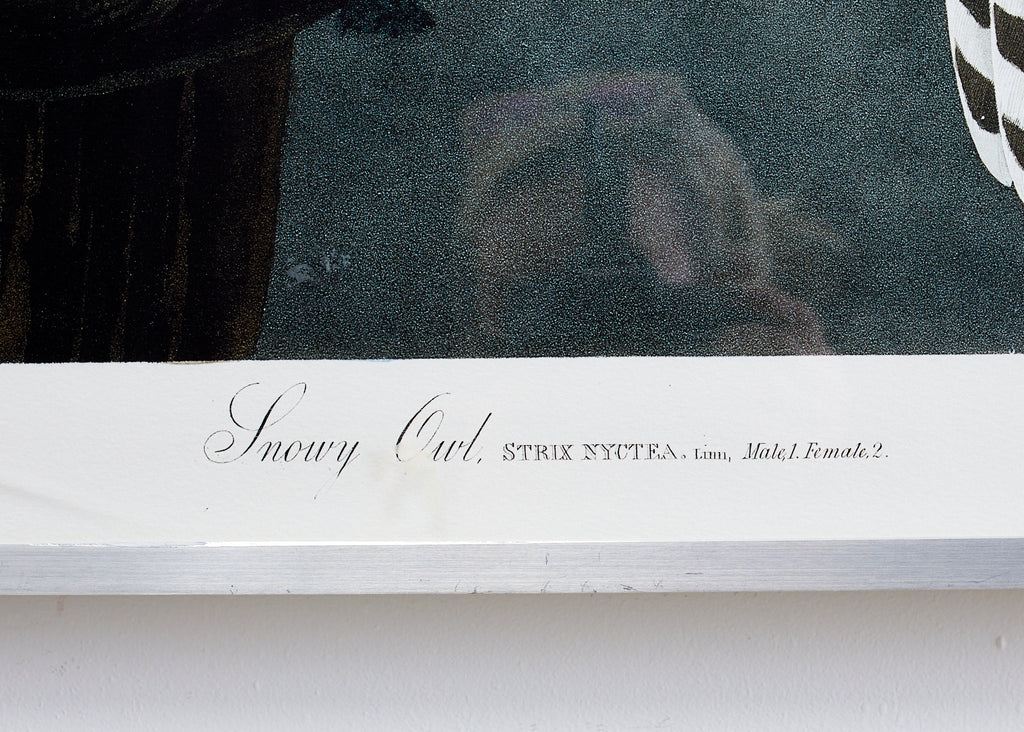 Snowy Owl, STRIX NYCTEA. Linn, Male,1. Female,2.